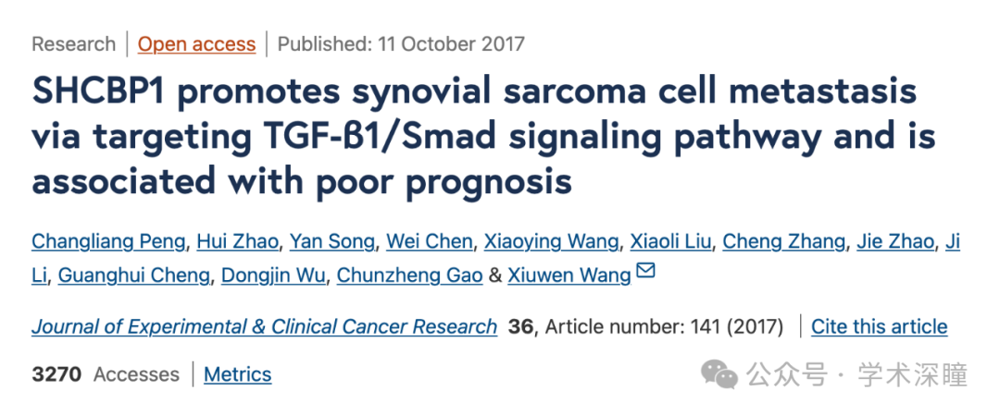 Research | Open access | Published: 11 October 2017
SHCBP1 promotes synovial sarcoma cell metastasis
via targeting TGF-ß1/Smad signaling pathway and is
associated with poor prognosis
Changliang Peng, Hui Zhao, Yan Song, Wei Chen, Xiaoying Wang, Xiaoli Liu, Cheng Zhang, Jie Zhao, Ji
Li, Guanghui Cheng, Dongjin Wu, Chunzheng Gao & Xiuwen Wang
Journal of Experimental & Clinical Cancer Research 36, Article number: 141 (2017) | Cite this article
3270 Accesses | Metrics
公众号 · 学术深瞳